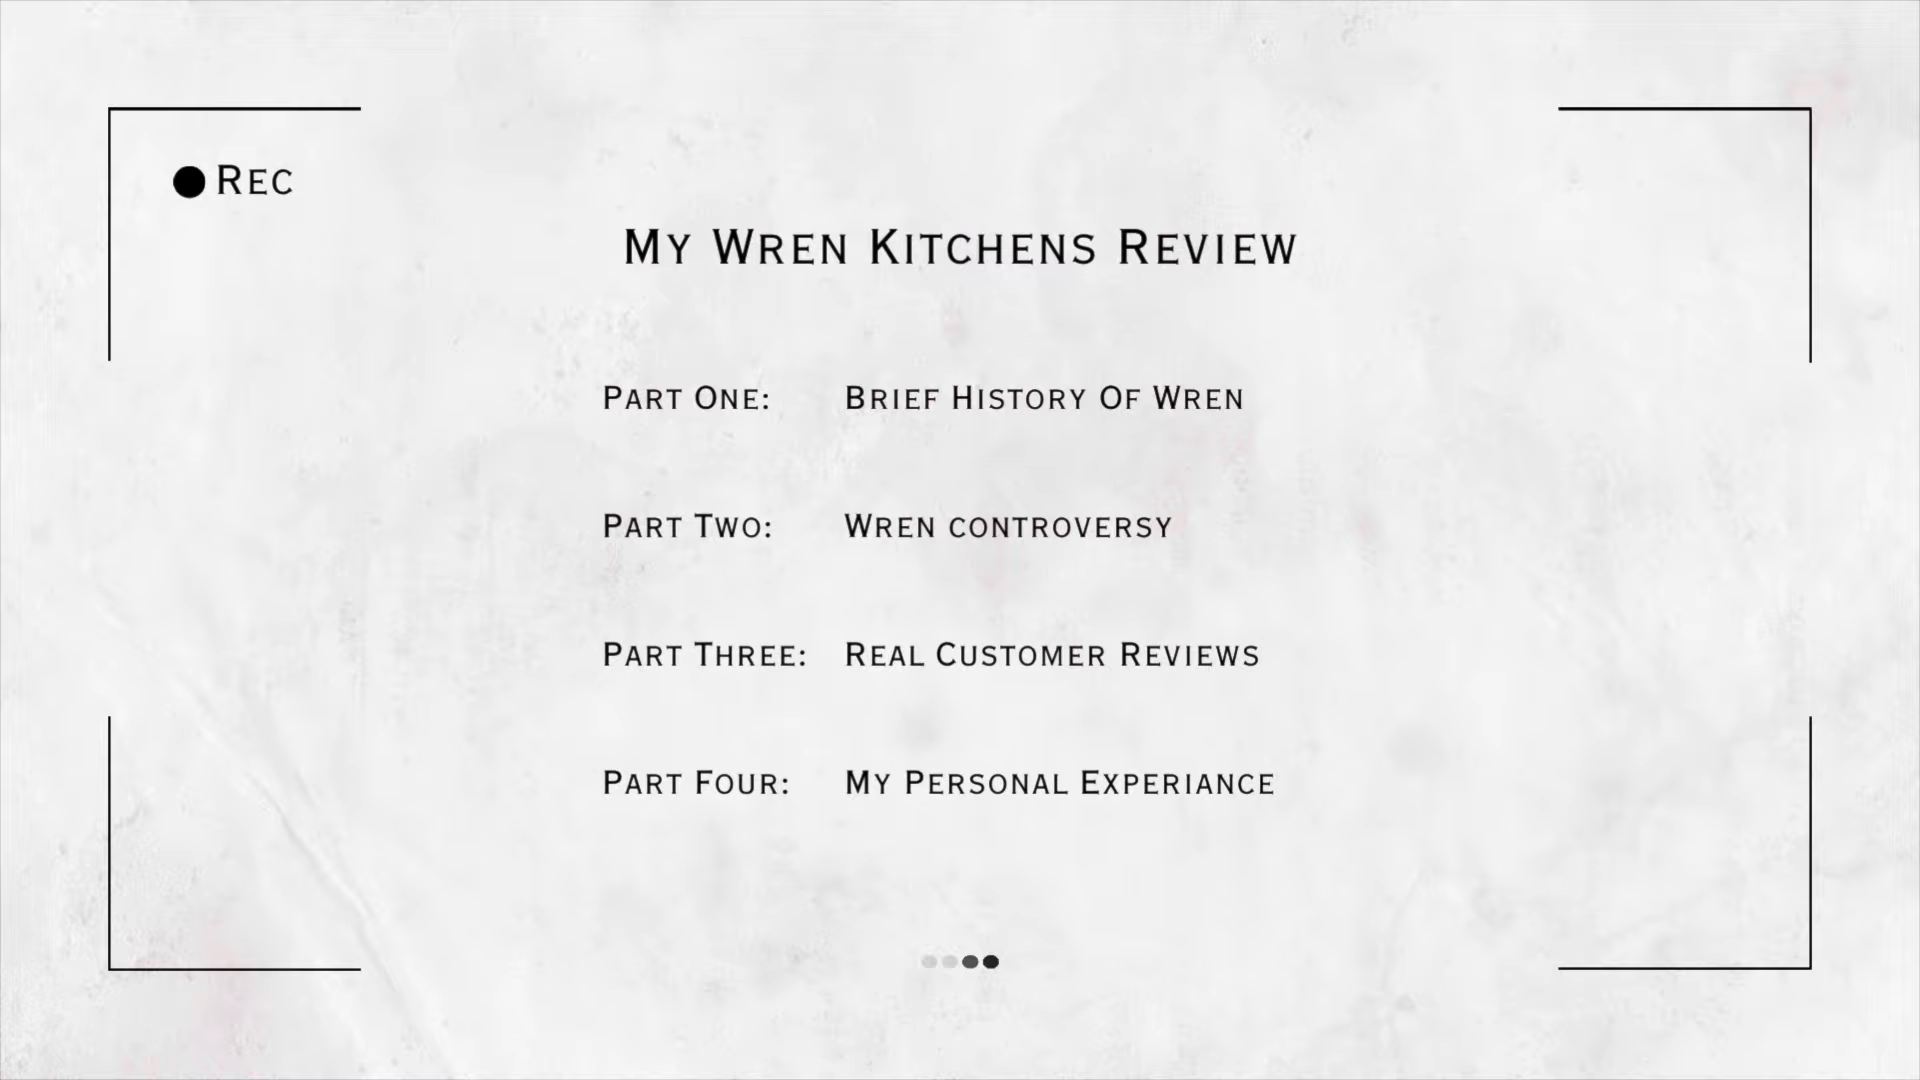 Rec
My Wren Kitchens Review
Part One: Brief History Of Wren
Part Two: Wren controversy
Part Three: Real Customer Reviews
Part Four: My Personal Experiance